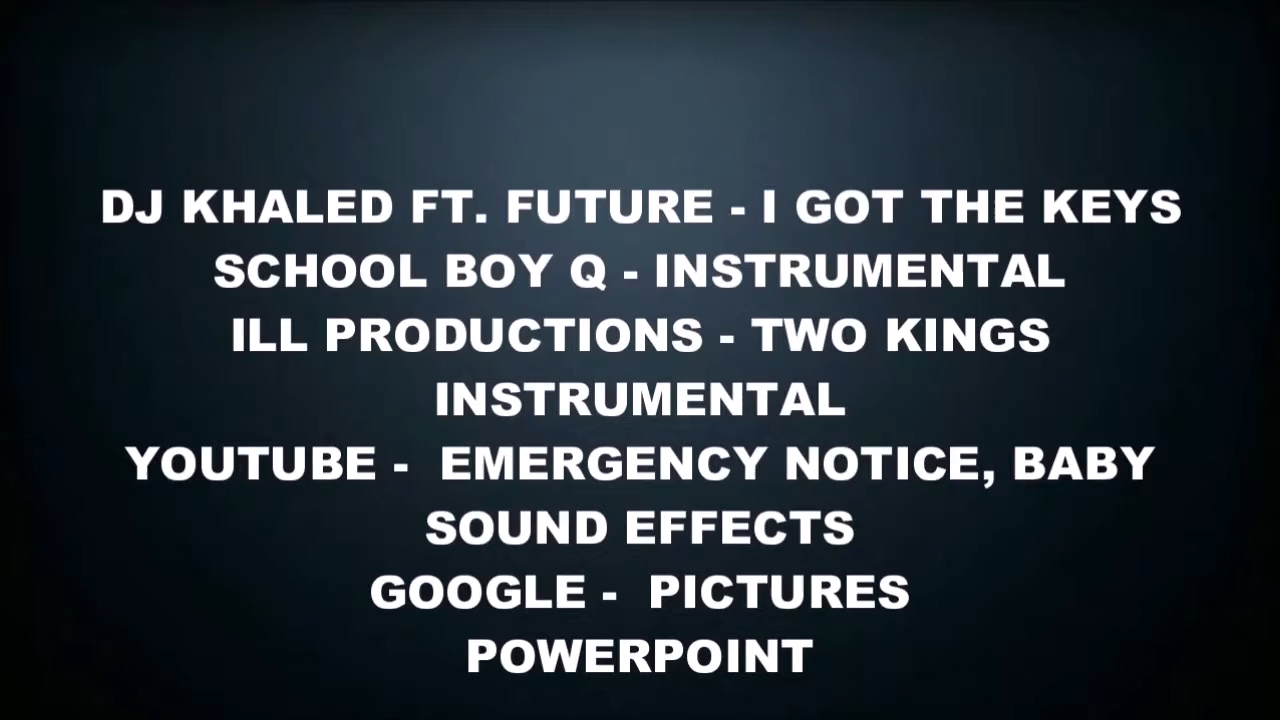 DJ KHALED FT. FUTURE - I GOT THE KEYS
SCHOOL BOY Q - INSTRUMENTAL
ILL PRODUCTIONS - TWO KINGS
INSTRUMENTAL
YOUTUBE -  EMERGENCY NOTICE, BABY
SOUND EFFECTS
GOOGLE -  PICTURES
POWERPOINT